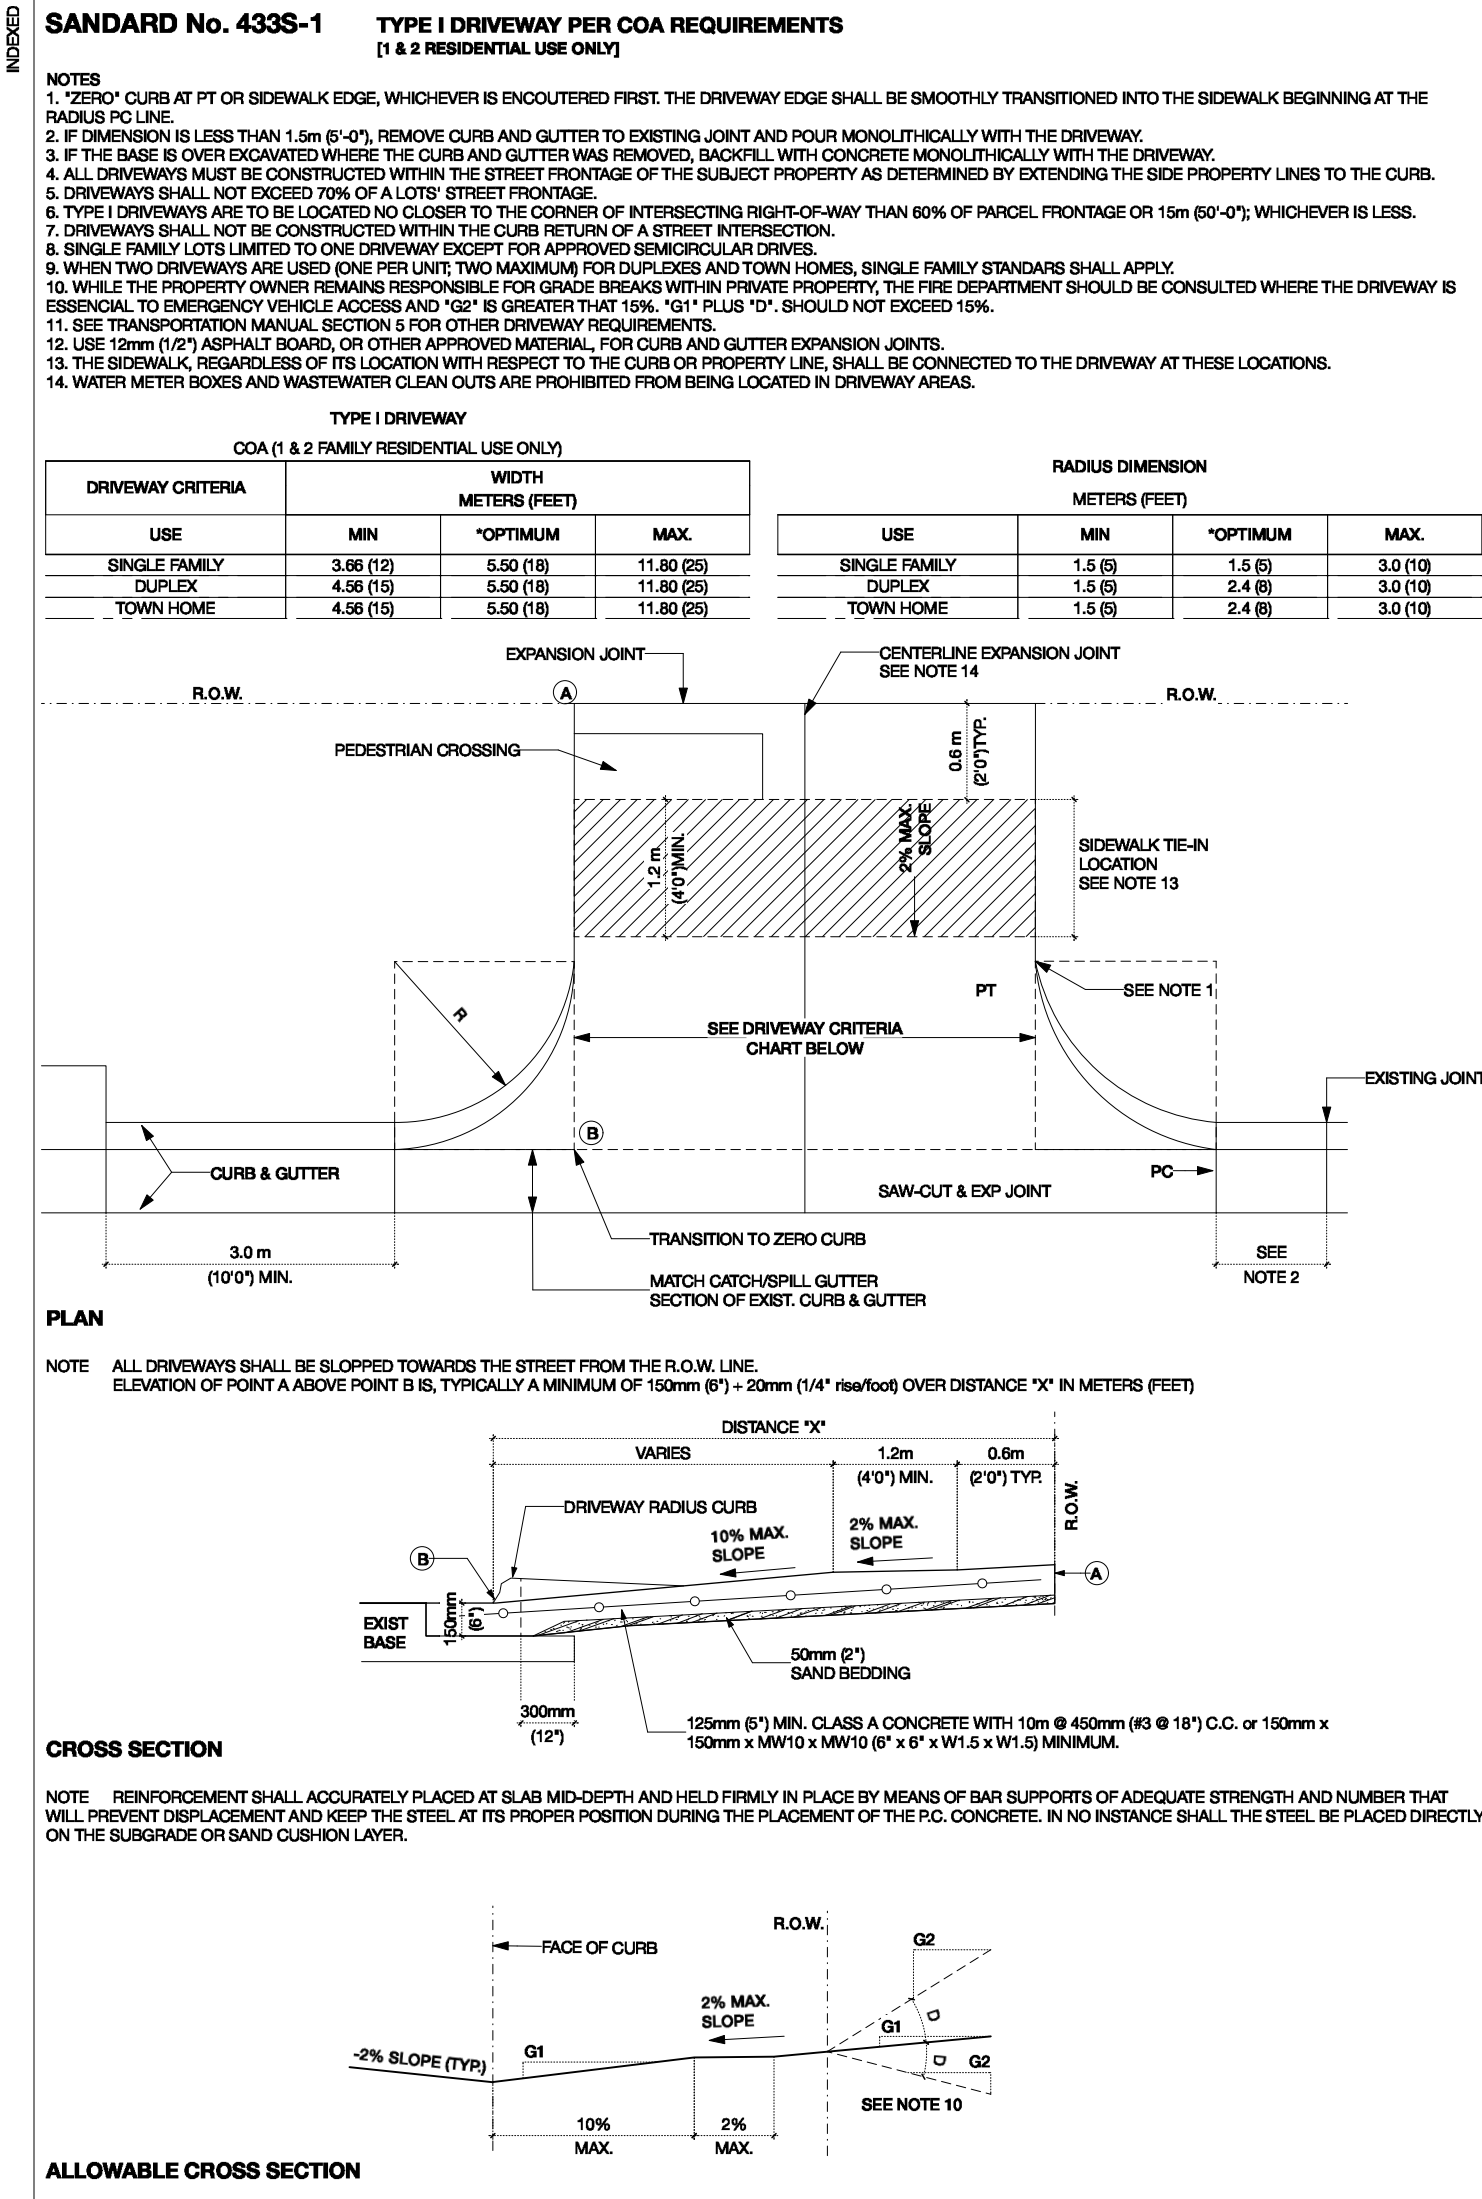 INDEXED
SANDARD No. 433S-1 TYPE I DRIVEWAY PER COA REQUIREMENTS
[1 & 2 RESIDENTIAL USE ONLY]
NOTES
1. "ZERO" CURB AT PT OR SIDEWALK EDGE, WHICHEVER IS ENCOUTERED FIRST. THE DRIVEWAY EDGE SHALL BE SMOOTHLY TRANSITIONED INTO THE SIDEWALK BEGINNING AT THE
RADIUS PC LINE.
2. IF DIMENSION IS LESS THAN 1.5m (5'-0"), REMOVE CURB AND GUTTER TO EXISTING JOINT AND POUR MONOLITHICALLY WITH THE DRIVEWAY.
3. IF THE BASE IS OVER EXCAVATED WHERE THE CURB AND GUTTER WAS REMOVED, BACKFILL WITH CONCRETE MONOLITHICALLY WITH THE DRIVEWAY.
4. ALL DRIVEWAYS MUST BE CONSTRUCTED WITHIN THE STREET FRONTAGE OF THE SUBJECT PROPERTY AS DETERMINED BY EXTENDING THE SIDE PROPERTY LINES TO THE CURB.
5. DRIVEWAYS SHALL NOT EXCEED 70% OF A LOTS' STREET FRONTAGE.
6. TYPE I DRIVEWAYS ARE TO BE LOCATED NO CLOSER TO THE CORNER OF INTERSECTING RIGHT-OF-WAY THAN 60% OF PARCEL FRONTAGE OR 15m (50'-0"); WHICHEVER IS LESS.
7. DRIVEWAYS SHALL NOT BE CONSTRUCTED WITHIN THE CURB RETURN OF A STREET INTERSECTION.
8. SINGLE FAMILY LOTS LIMITED TO ONE DRIVEWAY EXCEPT FOR APPROVED SEMICIRCULAR DRIVES.
9. WHEN TWO DRIVEWAYS ARE USED (ONE PER UNIT; TWO MAXIMUM) FOR DUPLEXES AND TOWN HOMES, SINGLE FAMILY STANDARS SHALL APPLY.
10. WHILE THE PROPERTY OWNER REMAINS RESPONSIBLE FOR GRADE BREAKS WITHIN PRIVATE PROPERTY, THE FIRE DEPARTMENT SHOULD BE CONSULTED WHERE THE DRIVEWAY IS
ESSENCIAL TO EMERGENCY VEHICLE ACCESS AND "G2" IS GREATER THAT 15%. "G1" PLUS "D". SHOULD NOT EXCEED 15%.
11. SEE TRANSPORTATION MANUAL SECTION 5 FOR OTHER DRIVEWAY REQUIREMENTS.
12. USE 12mm (1/2") ASPHALT BOARD, OR OTHER APPROVED MATERIAL, FOR CURB AND GUTTER EXPANSION JOINTS.
13. THE SIDEWALK, REGARDLESS OF ITS LOCATION WITH RESPECT TO THE CURB OR PROPERTY LINE, SHALL BE CONNECTED TO THE DRIVEWAY AT THESE LOCATIONS.
14. WATER METER BOXES AND WASTEWATER CLEAN OUTS ARE PROHIBITED FROM BEING LOCATED IN DRIVEWAY AREAS.
TYPE I DRIVEWAY
COA (1 & 2 FAMILY RESIDENTIAL USE ONLY)
DRIVEWAY CRITERIA WIDTH
METERS (FEET)
USE MIN *OPTIMUM MAX.
SINGLE FAMILY 3.66 (12) 5.50 (18) 11.80 (25)
DUPLEX 4.56 (15) 5.50 (18) 11.80 (25)
TOWN HOME 4.56 (15) 5.50 (18) 11.80 (25)
RADIUS DIMENSION
METERS (FEET)
USE MIN *OPTIMUM MAX.
SINGLE FAMILY 1.5 (5) 1.5 (5) 3.0 (10)
DUPLEX 1.5 (5) 2.4 (8) 3.0 (10)
TOWN HOME 1.5 (5) 2.4 (8) 3.0 (10)
EXPANSION JOINT
CENTERLINE EXPANSION JOINT
SEE NOTE 14
R.O.W.
A
R.O.W.
PEDESTRIAN CROSSING
0.6 m
(2'0")TYP.
1.2 m
(4'0")MIN.
2% MAX.
SLOPE
SIDEWALK TIE-IN
LOCATION
SEE NOTE 13
PT
SEE NOTE 1
R
SEE DRIVEWAY CRITERIA
CHART BELOW
EXISTING JOINT
B
CURB & GUTTER
PC
SAW-CUT & EXP JOINT
TRANSITION TO ZERO CURB
3.0 m
(10'0") MIN.
SEE
NOTE 2
MATCH CATCH/SPILL GUTTER
SECTION OF EXIST. CURB & GUTTER
PLAN
NOTE ALL DRIVEWAYS SHALL BE SLOPPED TOWARDS THE STREET FROM THE R.O.W. LINE.
ELEVATION OF POINT A ABOVE POINT B IS, TYPICALLY A MINIMUM OF 150mm (6") + 20mm (1/4" rise/foot) OVER DISTANCE "X" IN METERS (FEET)
DISTANCE "X"
VARIES
1.2m
(4'0") MIN.
0.6m
(2'0") TYP.
R.O.W.
DRIVEWAY RADIUS CURB
10% MAX.
SLOPE
2% MAX.
SLOPE
B
A
EXIST
BASE
150mm
(6")
50mm (2")
SAND BEDDING
300mm
(12")
125mm (5") MIN. CLASS A CONCRETE WITH 10m @ 450mm (#3 @ 18") C.C. or 150mm x
150mm x MW10 x MW10 (6" x 6" x W1.5 x W1.5) MINIMUM.
CROSS SECTION
NOTE REINFORCEMENT SHALL ACCURATELY PLACED AT SLAB MID-DEPTH AND HELD FIRMLY IN PLACE BY MEANS OF BAR SUPPORTS OF ADEQUATE STRENGTH AND NUMBER THAT
WILL PREVENT DISPLACEMENT AND KEEP THE STEEL AT ITS PROPER POSITION DURING THE PLACEMENT OF THE P.C. CONCRETE. IN NO INSTANCE SHALL THE STEEL BE PLACED DIRECTLY
ON THE SUBGRADE OR SAND CUSHION LAYER.
R.O.W.
FACE OF CURB
G2
2% MAX.
SLOPE
D
G1
-2% SLOPE (TYP.)
G1
D
G2
SEE NOTE 10
10%
MAX.
2%
MAX.
ALLOWABLE CROSS SECTION